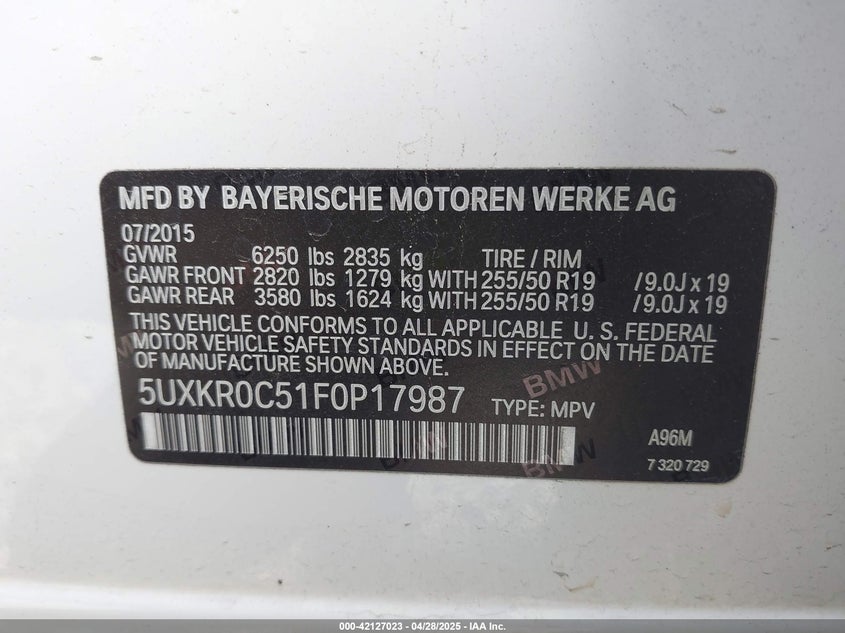 MFD BY BAYERISCHE MOTOREN WERKE AG
07/2015
GVWR 6250 lbs 2835 kg TIRE / RIM
GAWR FRONT 2820 lbs 1279 kg WITH 255/50 R19 /9.0J x 19
GAWR REAR 3580 lbs 1624 kg WITH 255/50 R19 /9.0J x 19
THIS VEHICLE CONFORMS TO ALL APPLICABLE U. S. FEDERAL
MOTOR VEHICLE SAFETY STANDARDS IN EFFECT ON THE DATE
OF MANUFACTURE SHOWN ABOVE.
5UXKR0C51F0P17987 TYPE: MPV
A96M
7 320 729
BMW
BMW
000-42127023 - 04/28/2025 - IAA Inc.